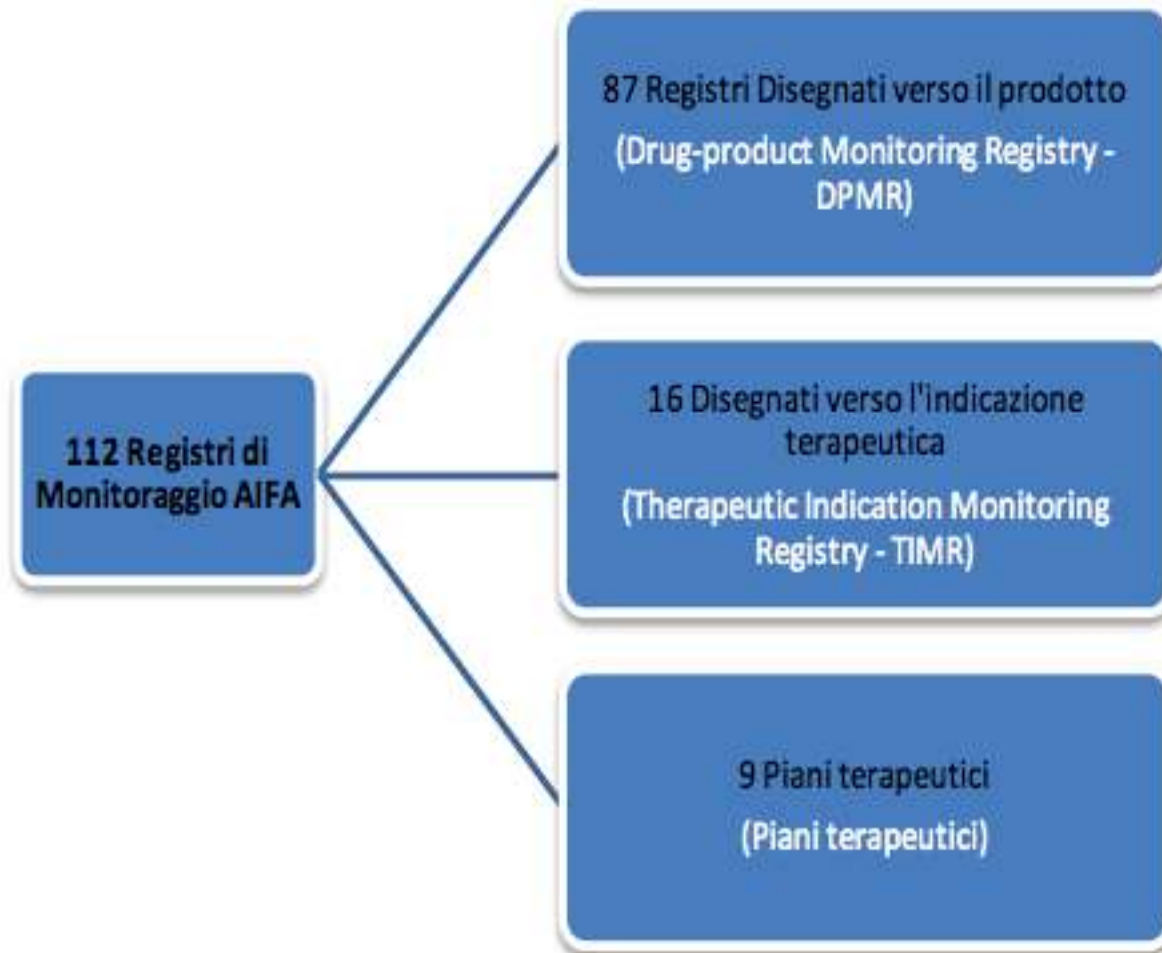 87 Registri Disegnati verso il prodotto
(Drug-product Monitoring Registry -
DPMR)
112 Registri di
Monitoraggio AIFA
16 Disegnati verso l'indicazione
terapeutica
(Therapeutic Indication Monitoring
Registry - TIMR)
9 Piani terapeutici
(Piani terapeutici)